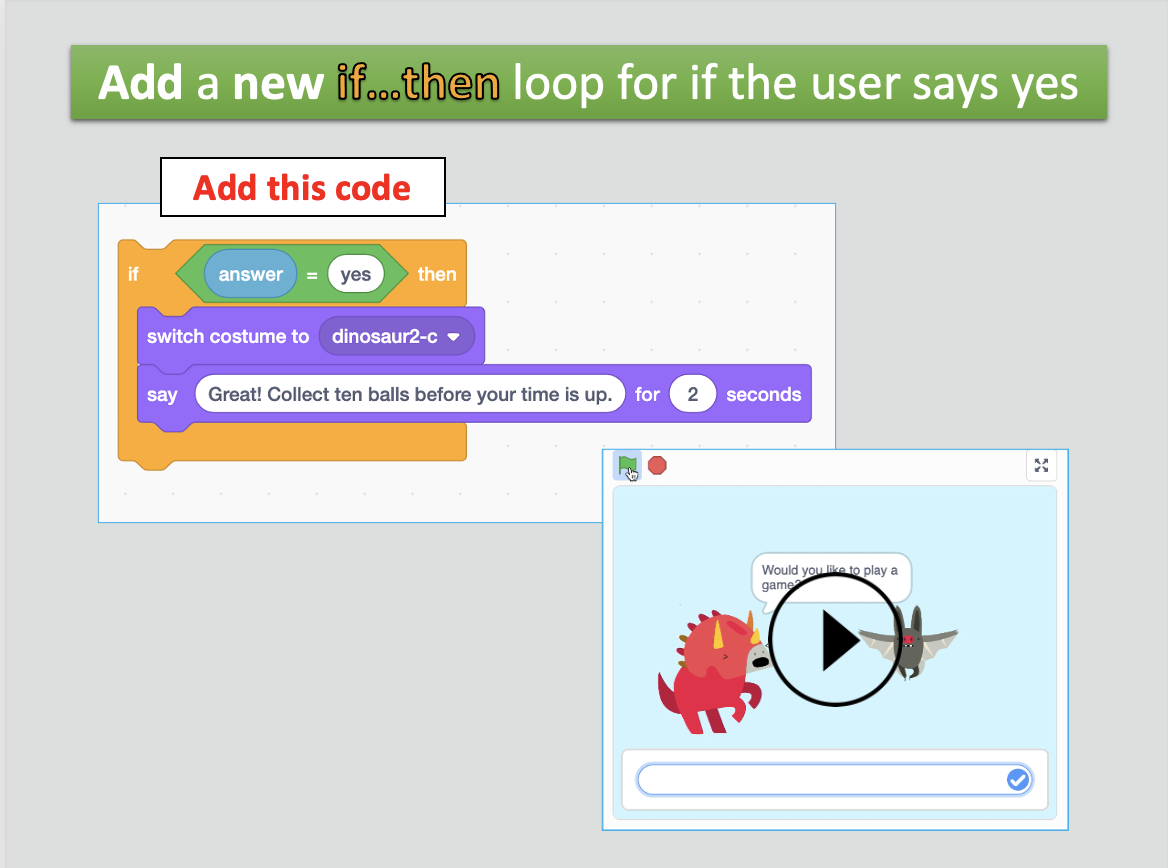 Add a new if...then loop for if the user says yes
Add this code
if answer = yes then
switch costume to dinosaur2-c
say Great! Collect ten balls before your time is up. for 2 seconds
Would you like to play a
game?